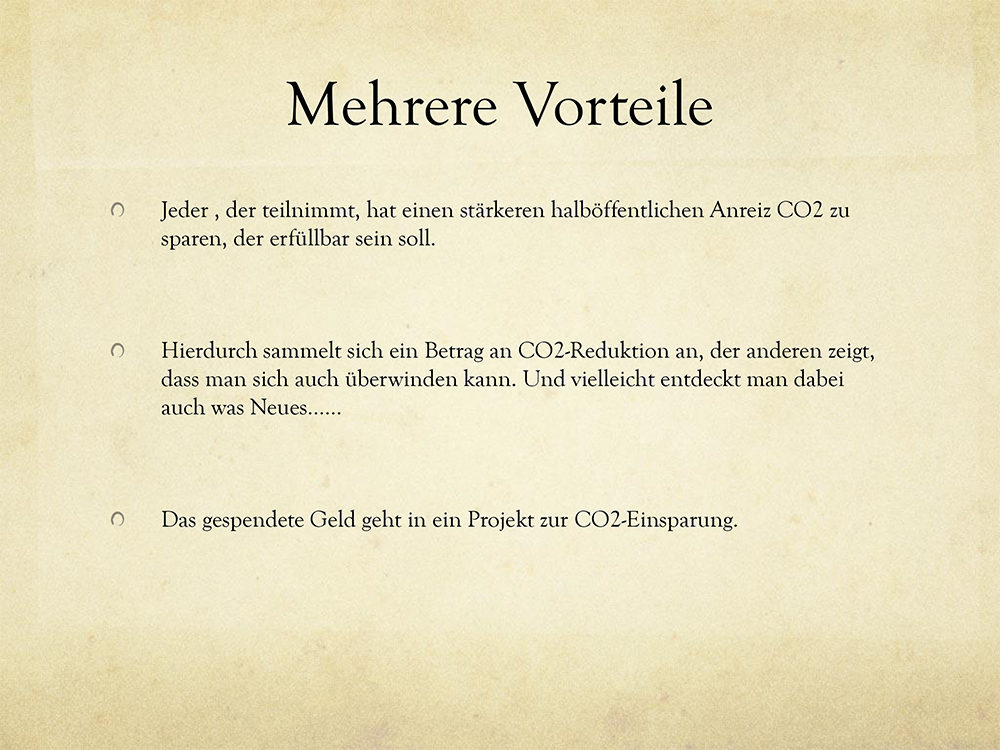 Mehrere Vorteile
Jeder , der teilnimmt, hat einen stärkeren halböffentlichen Anreiz CO2 zu
sparen, der erfüllbar sein soll.
Hierdurch sammelt sich ein Betrag an CO2-Reduktion an, der anderen zeigt,
dass man sich auch überwinden kann. Und vielleicht entdeckt man dabei
auch was Neues......
Das gespendete Geld geht in ein Projekt zur CO2-Einsparung.